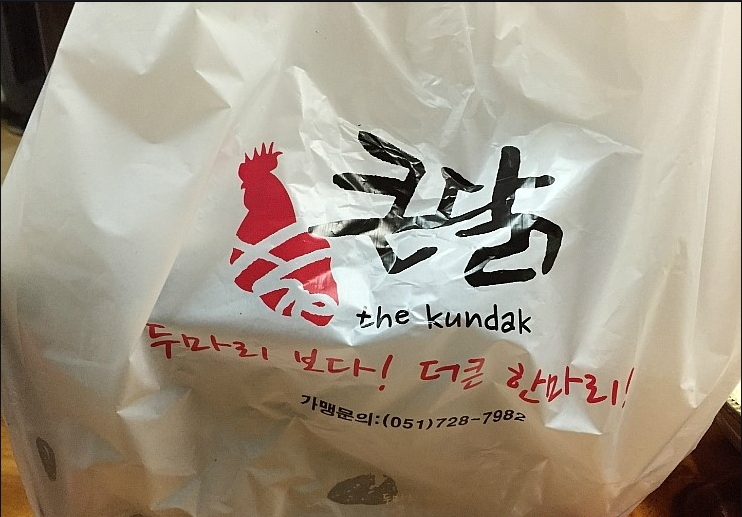 the 큰닭
the kundak
두마리 보다! 더큰 한마리!
가맹문의:(051)728-7982